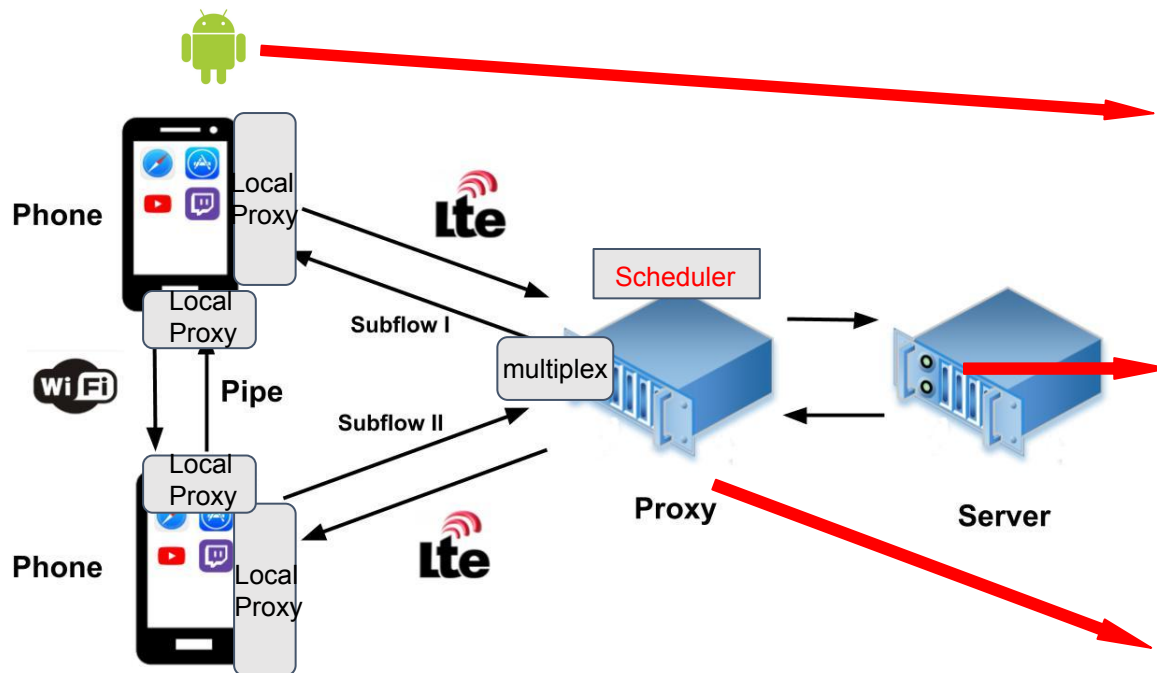 Local
Proxy
Phone
Lte
Scheduler
Local
Proxy
Subflow I
multiplex
WiFi
Pipe
Subflow II
Local
Proxy
Proxy
Server
Lte
Phone
Local
Proxy